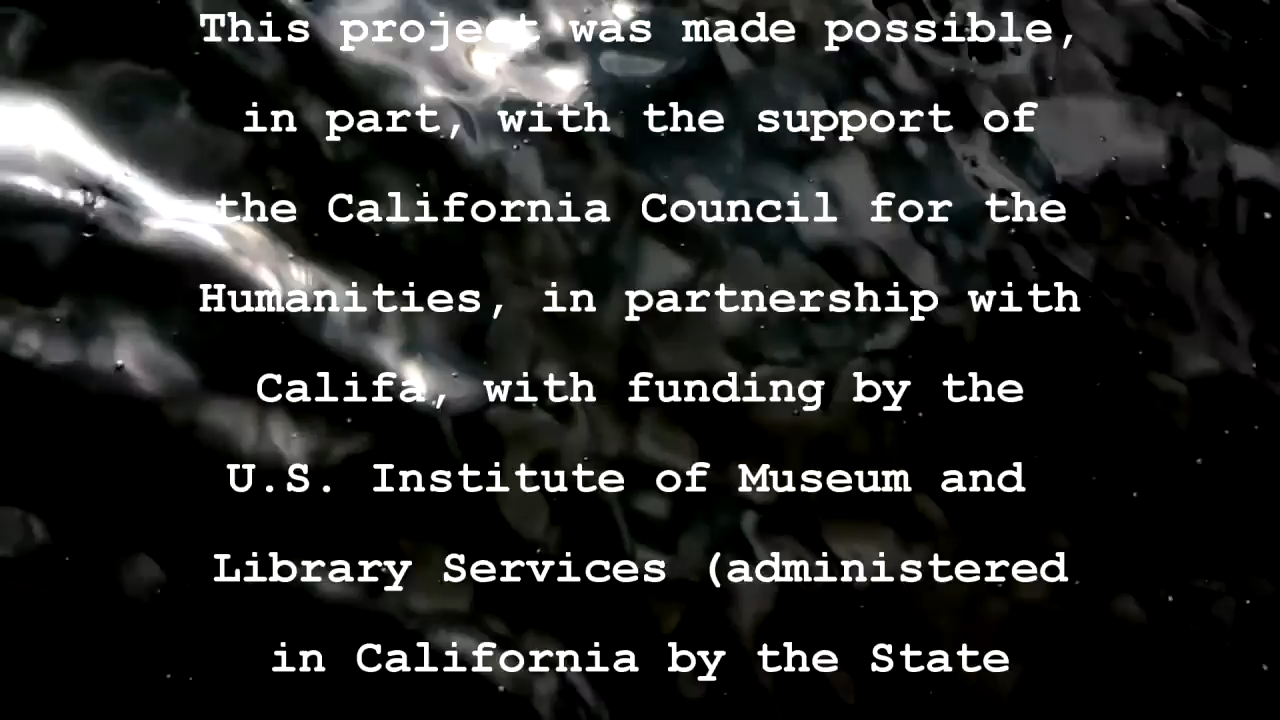 This project was made possible,
in part, with the support of
the California Council for the
Humanities, in partnership with
Califa, with funding by the
U.S. Institute of Museum and
Library Services (administered
in California by the State